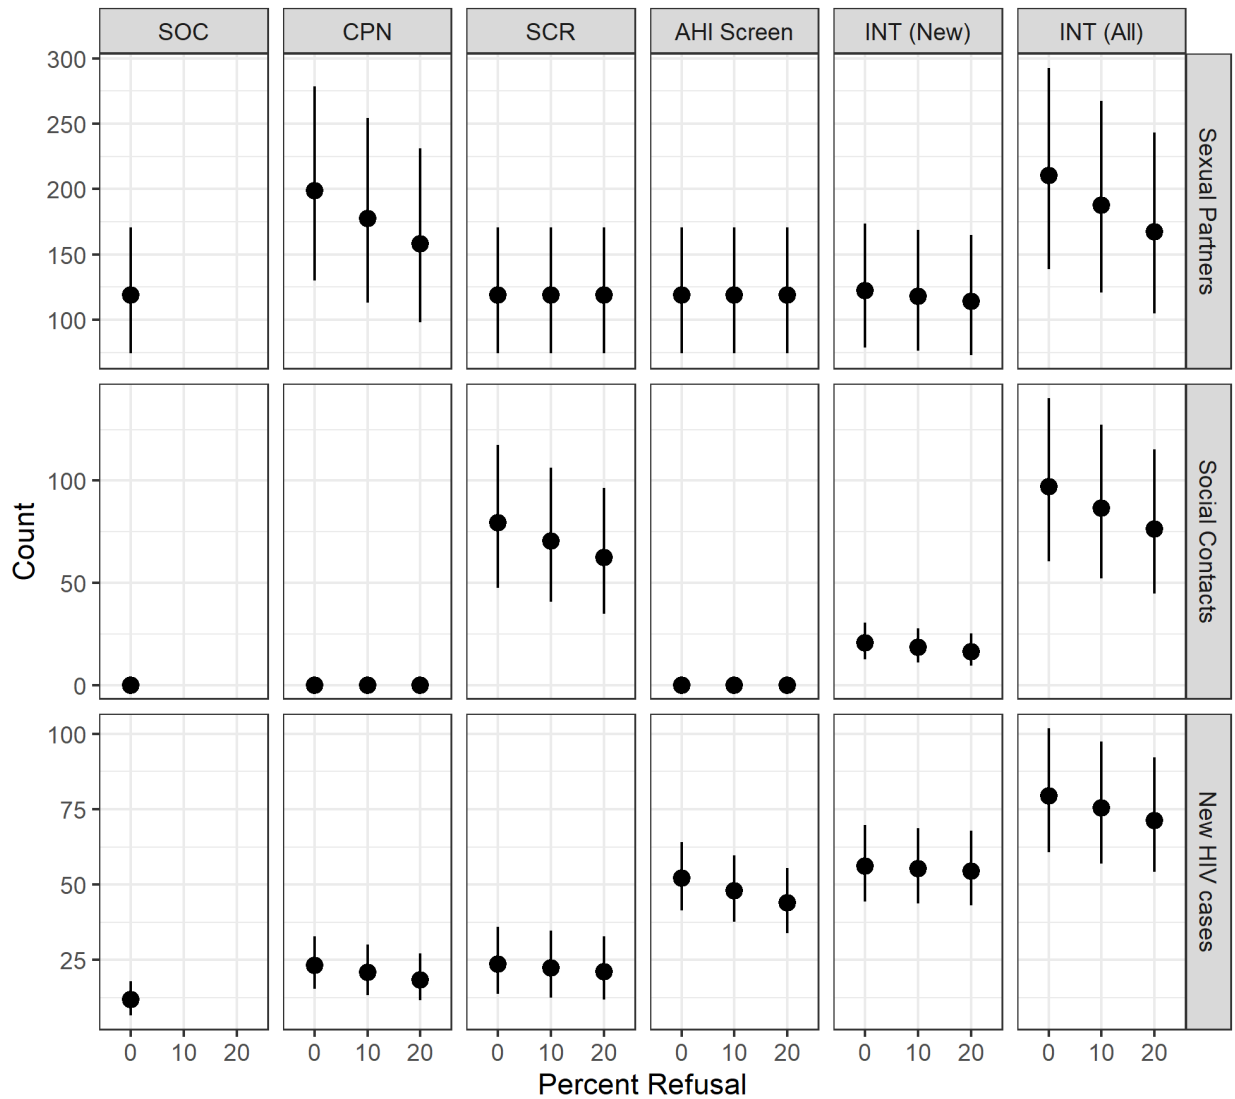 SOC CPN SCR AHI Screen INT (New) INT (All)
300
250
200
150
100
Sexual Partners
100
50
0
Social Contacts
Count
100
75
50
25
New HIV cases
0 10 20 0 10 20 0 10 20 0 10 20 0 10 20 0 10 20
Percent Refusal